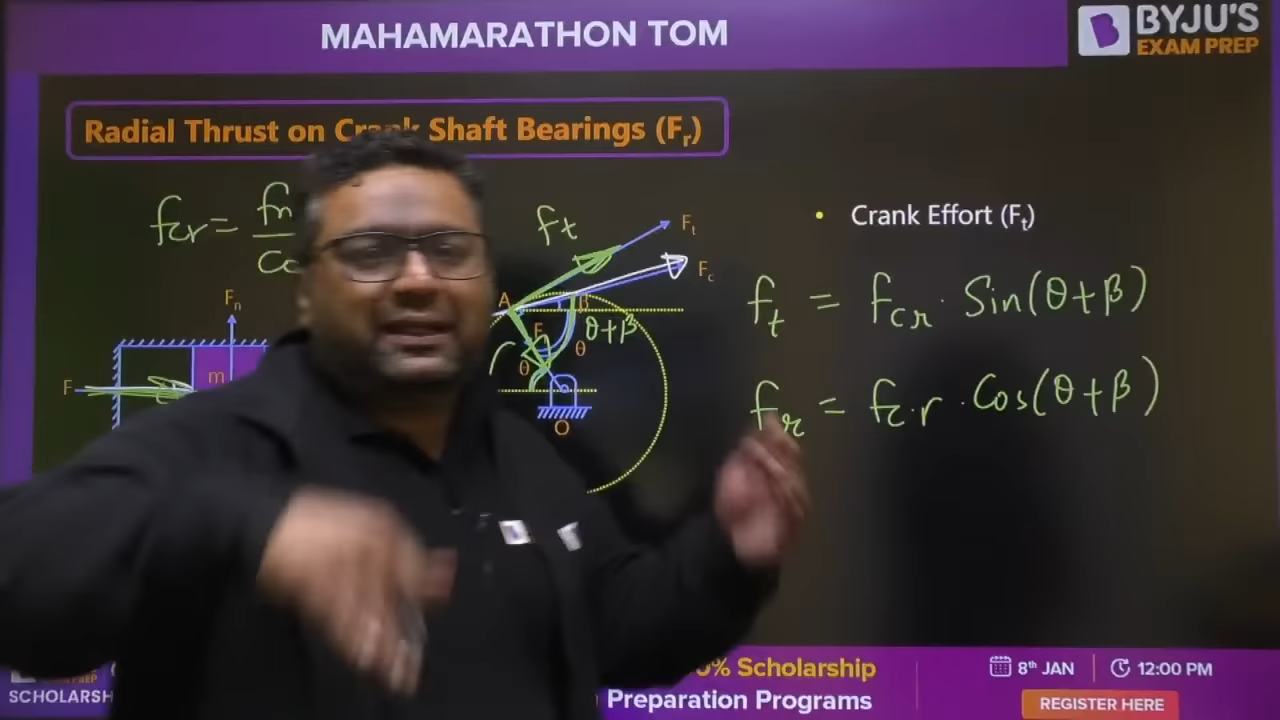 MAHAMARATHON TOM
BYJU'S
EXAM PREP
Radial Thrust on Crank Shaft Bearings (Fr)
fcr =
ft
Ft
Fc
• Crank Effort (Ft)
ft = fcr · Sin(θ+β)
fr = fc.r · Cos(θ+β)
Fn
A
β
θ+β
F
r
θ
θ
F
m
O
% Scholarship
8th JAN
12:00 PM
SCHOLARSH
Preparation Programs
REGISTER HERE